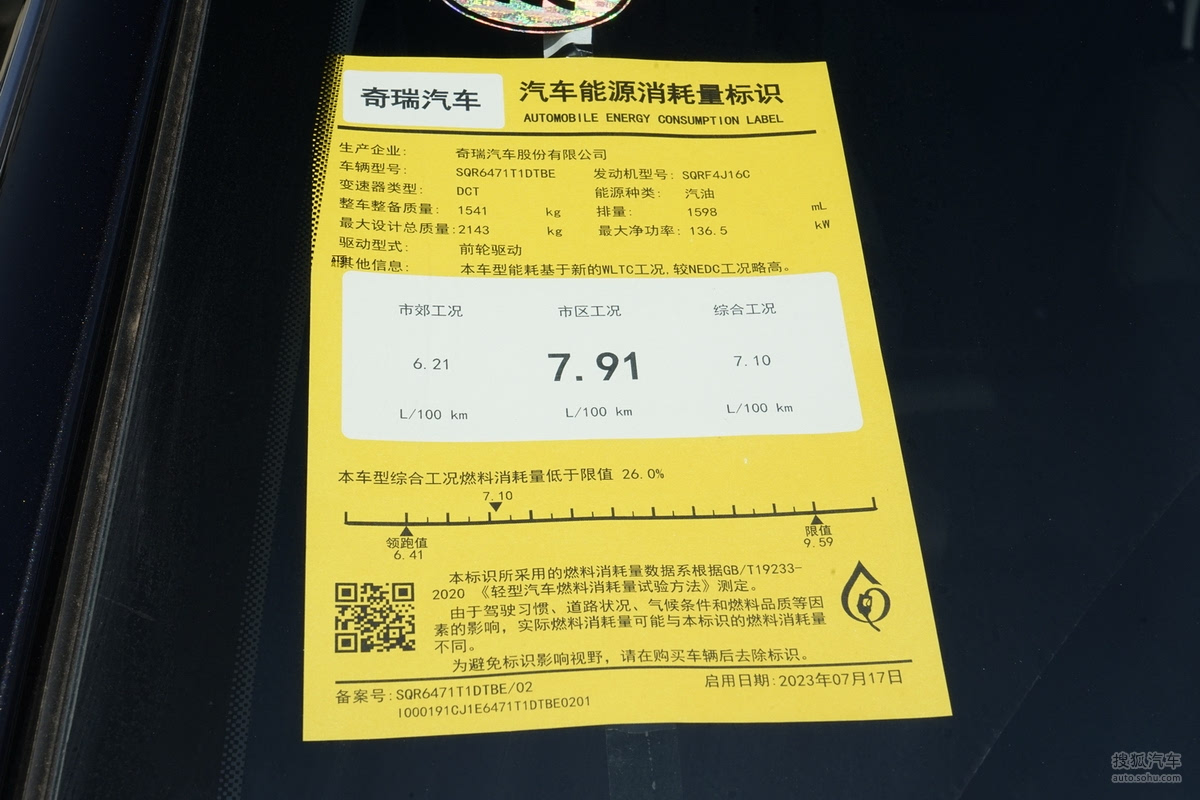 奇瑞汽车
汽车能源消耗量标识
AUTOMOBILE ENERGY CONSUMPTION LABEL
生产企业: 奇瑞汽车股份有限公司
车辆型号: SQR6471T1DTBE 发动机型号: SQRF4J16C
变速器类型: DCT 能源种类: 汽油
整车整备质量: 1541 kg 排量: 1598 mL
最大设计总质量:2143 kg 最大净功率: 136.5 kW
驱动型式: 前轮驱动
其他信息: 本车型能耗基于新的WLTC工况,较NEDC工况略高。
市郊工况 市区工况 综合工况
6.21 7.91 7.10
L/100 km L/100 km L/100 km
本车型综合工况燃料消耗量低于限值 26.0%
7.10
领跑值 限值
6.41 9.59
本标识所采用的燃料消耗量数据系根据GB/T19233-
2020 《轻型汽车燃料消耗量试验方法》测定。
由于驾驶习惯、道路状况、气候条件和燃料品质等因
素的影响，实际燃料消耗量可能与本标识的燃料消耗量
不同。
为避免标识影响视野，请在购买车辆后去除标识。
备案号:SQR6471T1DTBE/02 启用日期:2023年07月17日
I000191CJ1E6471T1DTBE0201
搜狐汽车
auto.sohu.com